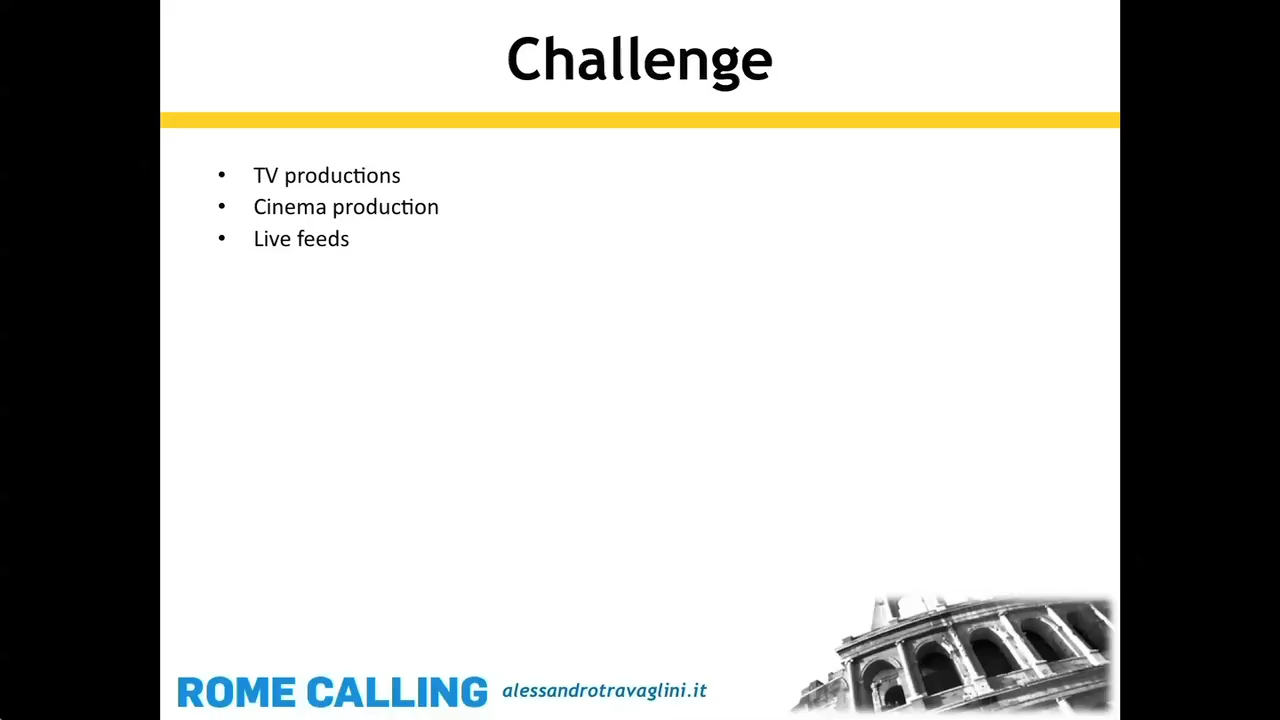 Challenge
• TV productions
• Cinema production
• Live feeds
ROME CALLING alessandrotravaglini.it